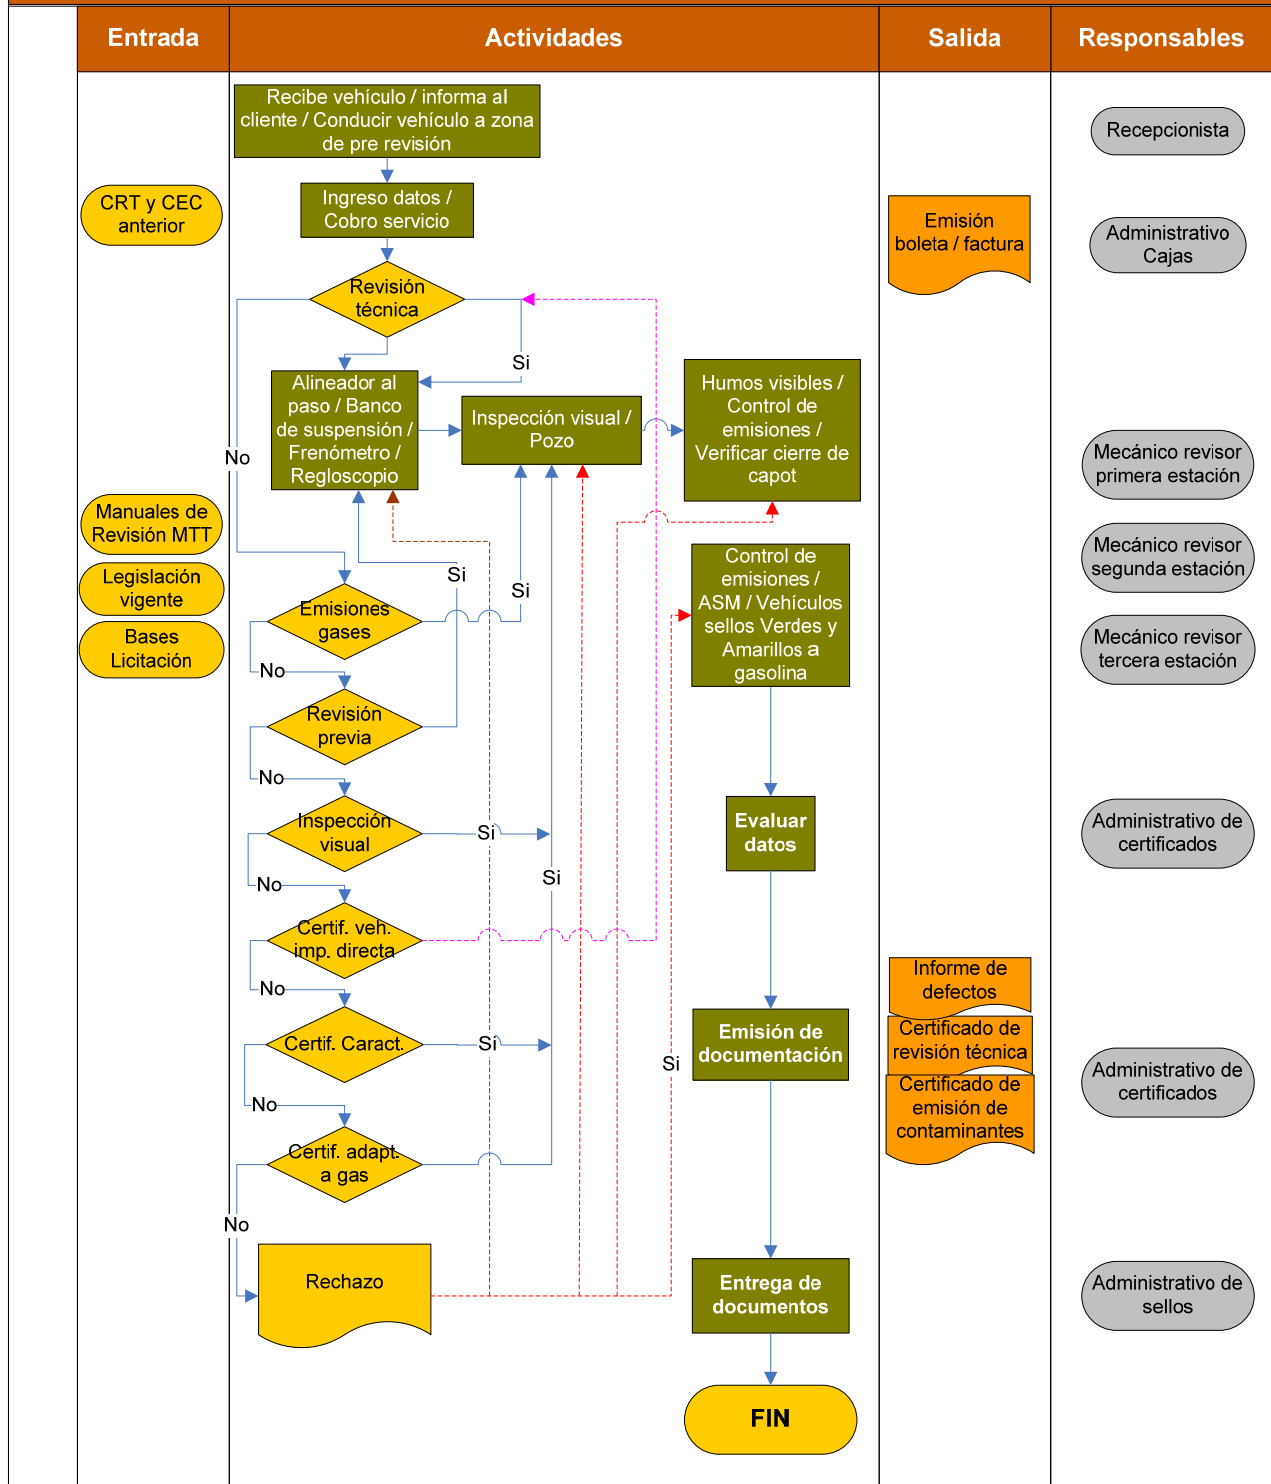 Entrada
Actividades
Salida
Responsables
Recibe vehículo / informa al
cliente / Conducir vehículo a zona
de pre revisión
Recepcionista
CRT y CEC
anterior
Ingreso datos /
Cobro servicio
Emisión
boleta / factura
Administrativo
Cajas
Revisión
técnica
Si
Alineador al
paso / Banco
de suspensión /
Frenómetro /
Regloscopio
Inspección visual /
Pozo
Humos visibles /
Control de
emisiones /
Verificar cierre de
capot
No
Mecánico revisor
primera estación
Manuales de
Revisión MTT
Legislación
vigente
Bases
Licitación
Control de
emisiones /
ASM / Vehículos
sellos Verdes y
Amarillos a
gasolina
Mecánico revisor
segunda estación
Mecánico revisor
tercera estación
Si
Si
Emisiones
gases
No
Revisión
previa
No
Inspección
visual
Si
Si
Evaluar
datos
Administrativo de
certificados
No
Certif. veh.
imp. directa
No
Certif. Caract.
Si
Si
Emisión de
documentación
Informe de
defectos
Certificado de
revisión técnica
Certificado de
emisión de
contaminantes
Administrativo de
certificados
No
Certif. adapt.
a gas
No
Rechazo
Entrega de
documentos
Administrativo de
sellos
FIN